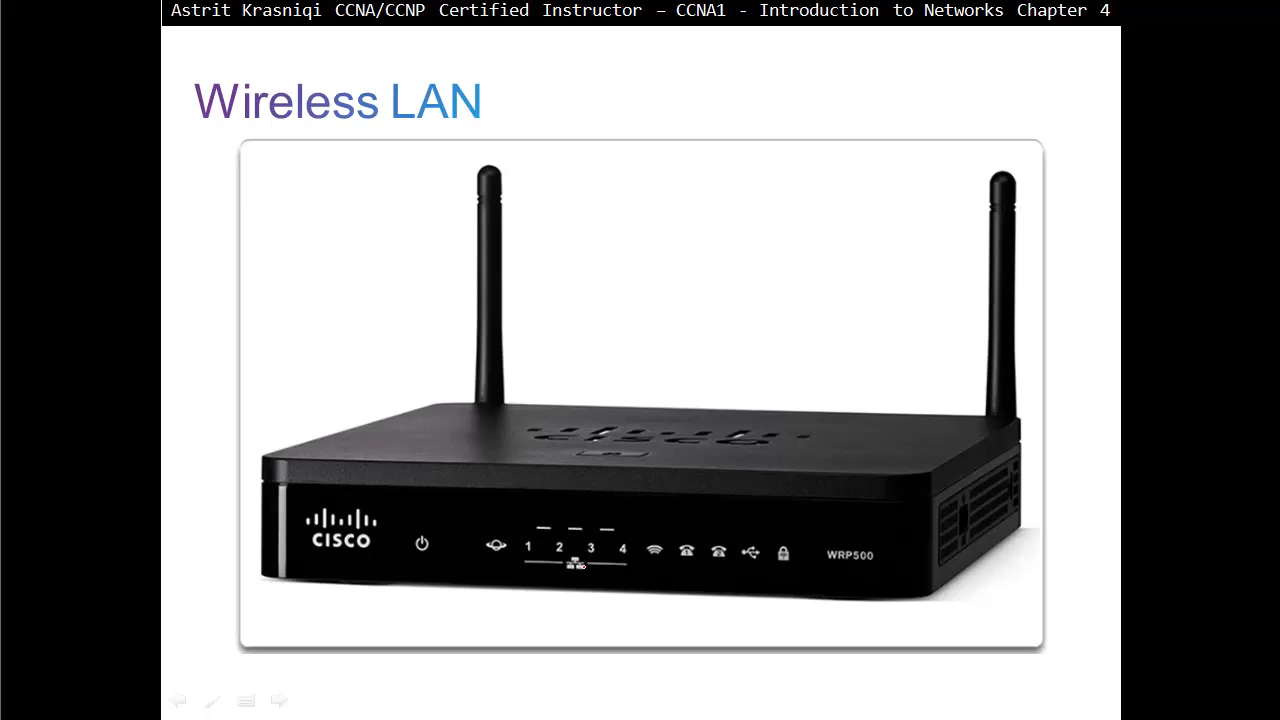 Astrit Krasniqi CCNA/CCNP Certified Instructor – CCNA1 - Introduction to Networks Chapter 4
Wireless LAN
CISCO
CISCO
1 2 3 4
WRP500